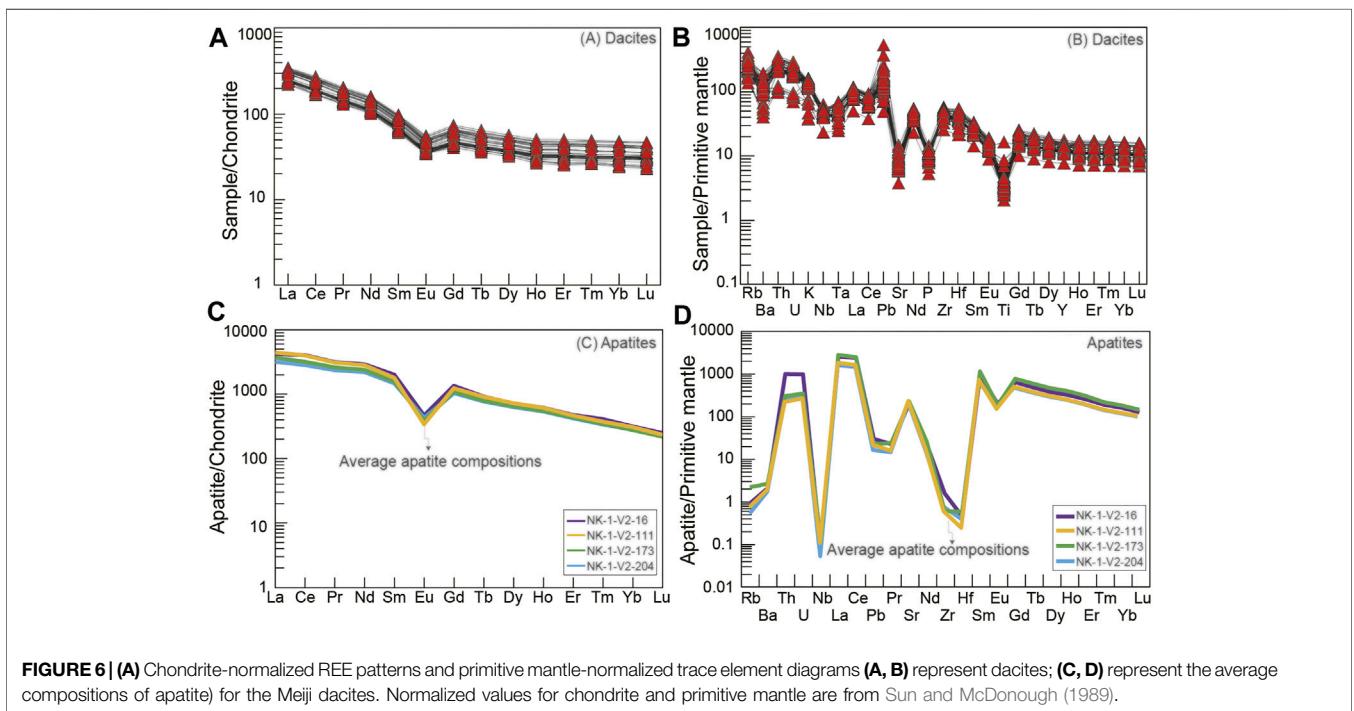 A
(A) Dacites
Sample/Chondrite
1000
100
10
1
La Ce Pr Nd Sm Eu Gd Tb Dy Ho Er Tm Yb Lu
B
(B) Dacites
Sample/Primitive mantle
1000
100
10
1
0.1
Rb Th K Ta Ce Sr P Hf Eu Gd Dy Ho Tm Lu
Ba U Nb La Pb Nd Zr Sm Ti Tb Y Er Yb
C
(C) Apatites
Apatite/Chondrite
10000
1000
100
10
1
Average apatite compositions
NK-1-V2-16
NK-1-V2-111
NK-1-V2-173
NK-1-V2-204
La Ce Pr Nd Sm Eu Gd Tb Dy Ho Er Tm Yb Lu
D
Apatites
Apatite/Primitive mantle
10000
1000
100
10
1
0.1
0.01
Average apatite compositions
NK-1-V2-16
NK-1-V2-111
NK-1-V2-173
NK-1-V2-204
Rb Th Nb Ce Pr Nd Hf Sm Tb Ho Tm Lu
Ba U La Pb Sr Zr Eu Gd Dy Er Yb
FIGURE 6 | (A) Chondrite-normalized REE patterns and primitive mantle-normalized trace element diagrams (A, B) represent dacites; (C, D) represent the average
compositions of apatite) for the Meiji dacites. Normalized values for chondrite and primitive mantle are from Sun and McDonough (1989).